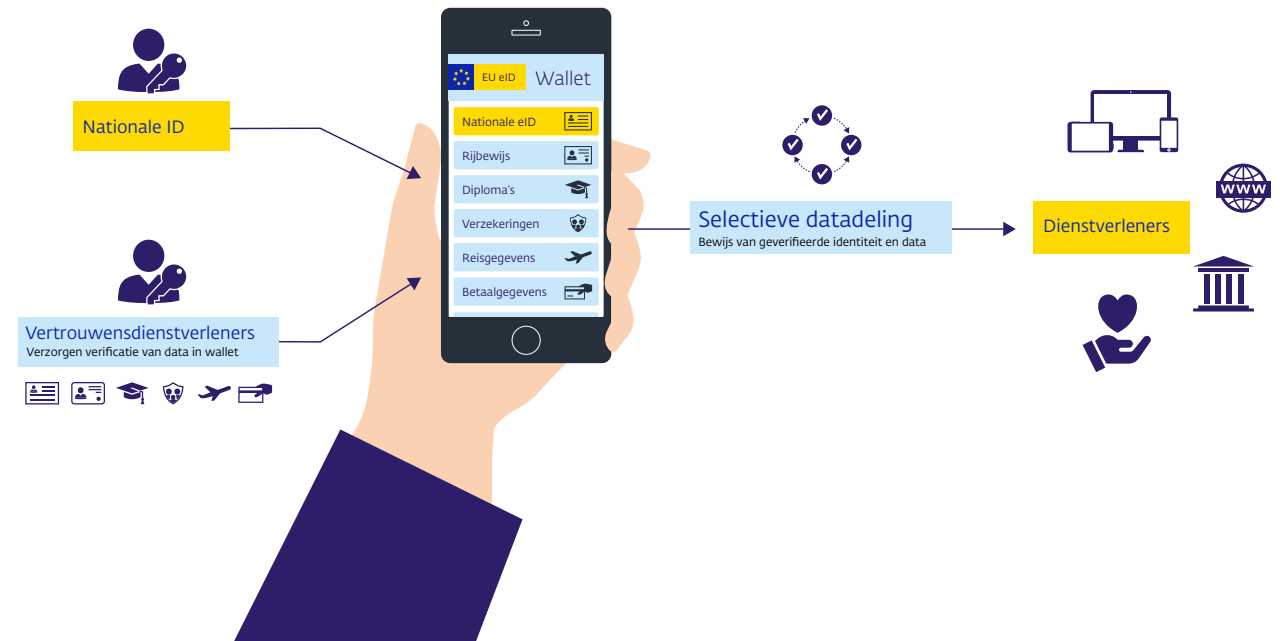 Nationale ID
Vertrouwensdienstverleners
Verzorgen verificatie van data in wallet
EU eID
Wallet
Nationale eID
Rijbewijs
Diploma's
Verzekeringen
Reisgegevens
Betaalgegevens
Selectieve datadeling
Bewijs van geverifieerde identiteit en data
Dienstverleners
WWW